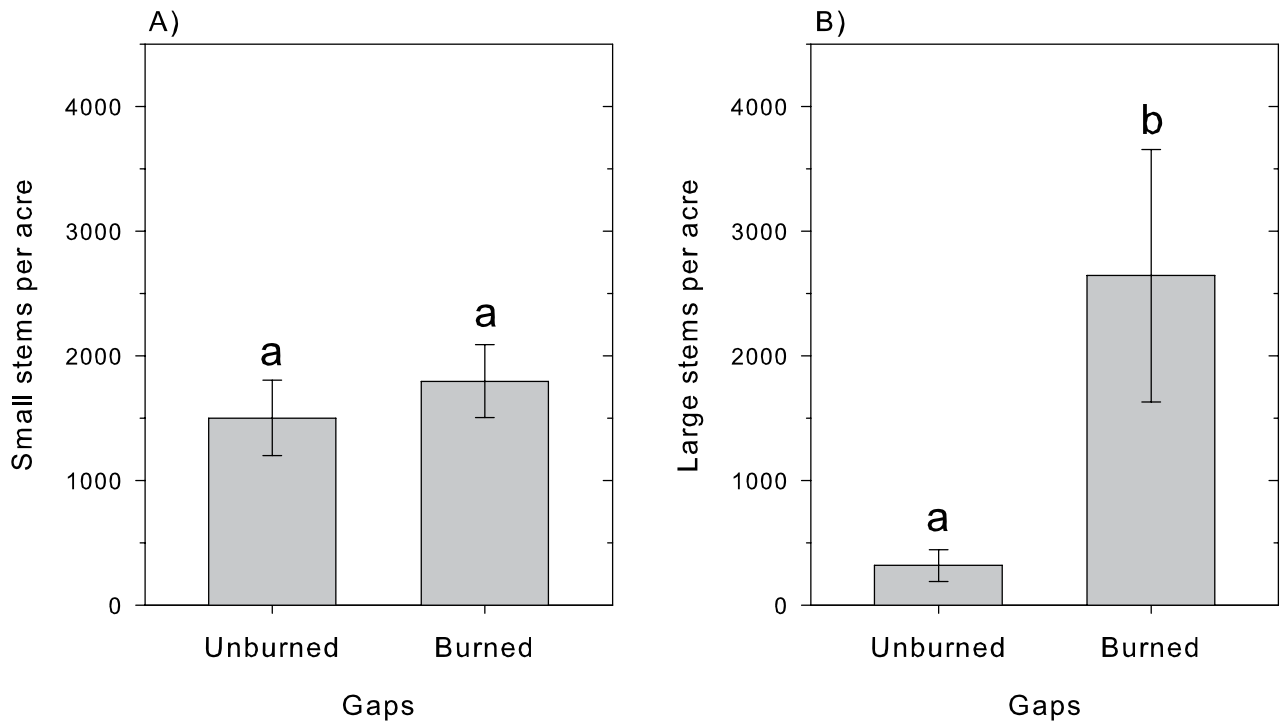 A)
Small stems per acre
4000
3000
2000
1000
0
a
a
Unburned
Burned
Gaps
B)
Large stems per acre
4000
3000
2000
1000
0
a
b
Unburned
Burned
Gaps